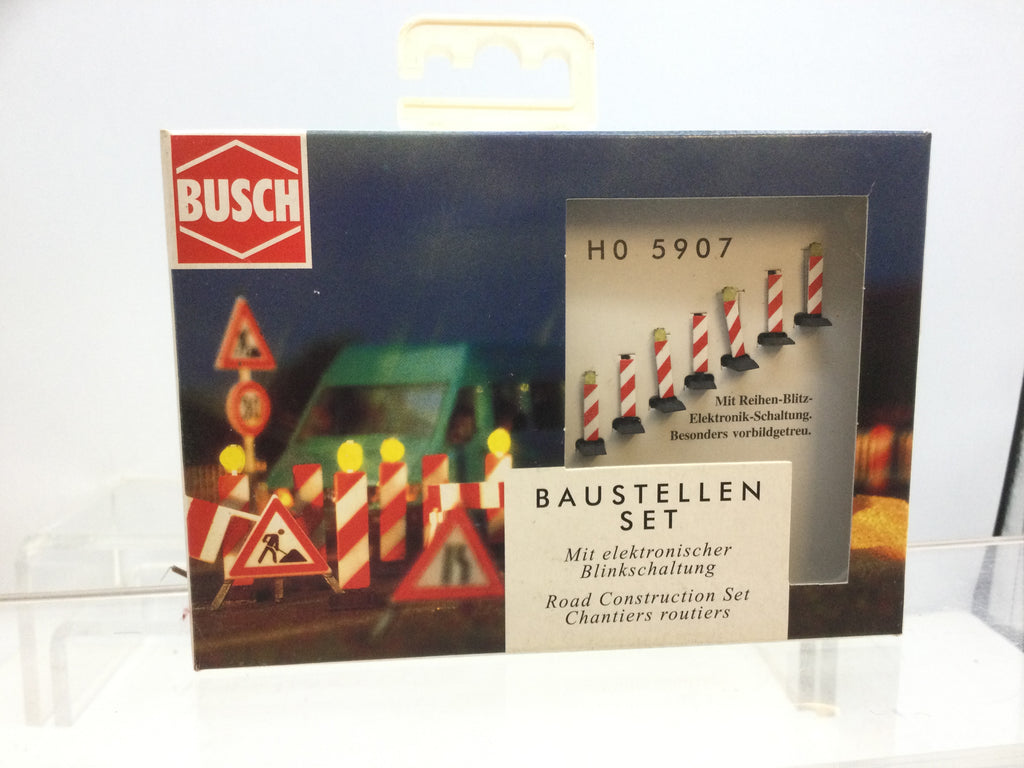 BUSCH
H0 5907
Mit Reihen-Blitz-
Elektronik-Schaltung.
Besonders vorbildgetreu.
BAUSTELLEN
SET
Mit elektronischer
Blinkschaltung
Road Construction Set
Chantiers routiers